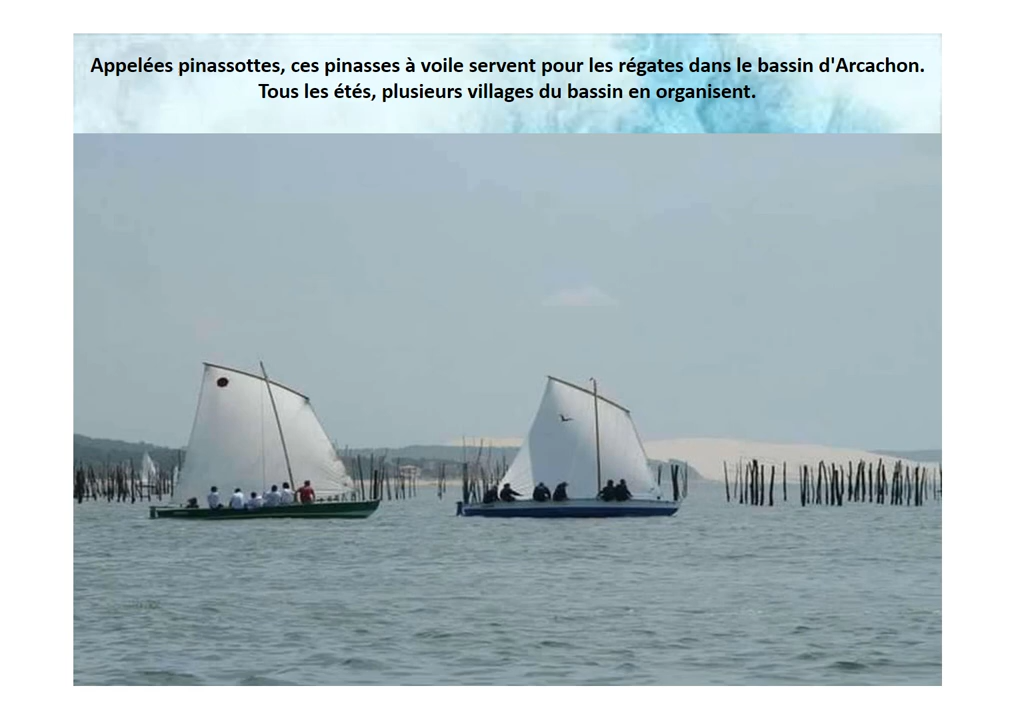 Appelées pinassottes, ces pinasses à voile servent pour les régates dans le bassin d'Arcachon.
Tous les étés, plusieurs villages du bassin en organisent.